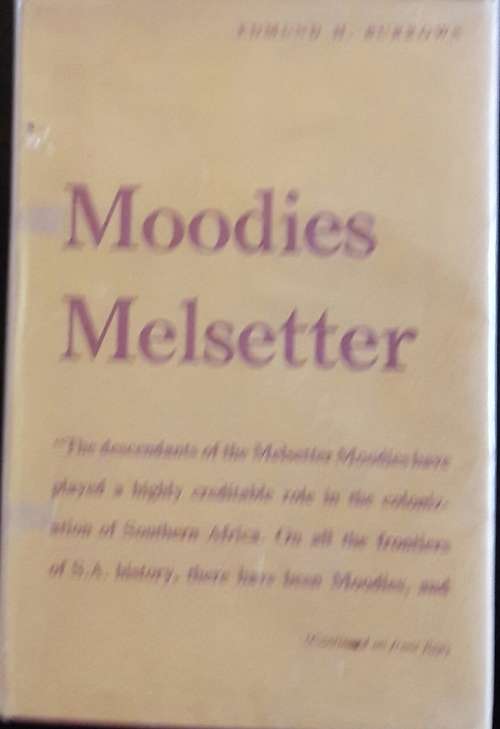 EDMUND H. BURROWS
Moodies
Melsetter
"The descendants of the Melsetter Moodies have
played a highly creditable role in the coloniz-
ation of Southern Africa. On all the frontiers
of S.A. history, there have been Moodies, and
(Continued on front flap)